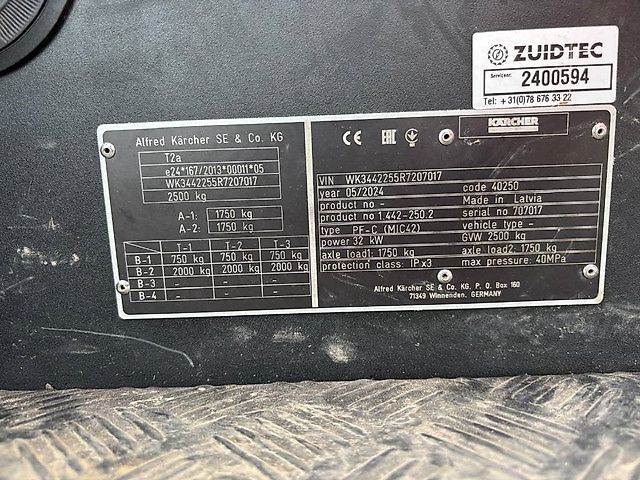 ZUIDTEC
Servicenr.
2400594
Tel: +31(0)78 676 33 22
Alfred Kärcher SE & Co. KG
T2a
e24*167/2013*00011*05
WK3442255R7207017
2500 kg
A-1: 1750 kg
A-2: 1750 kg
T-1 T-2 T-3
B-1 750 kg 750 kg 750 kg
B-2 2000 kg 2000 kg 2000 kg
B-3 - - -
B-4 - - -
CE EAC KÄRCHER
VIN WK3442255R7207017
year 05/2024 code 40250
product no - Made in Latvia
product no 1.442-250.2 serial no 707017
type PF-C (MIC42) vehicle type -
power 32 kW GVW 2500 kg
axle load1: 1750 kg axle load2: 1750 kg
protection class: IPx3 max pressure: 40MPa
Alfred Kärcher SE & Co. KG, P. O. Box 160
71349 Winnenden, GERMANY